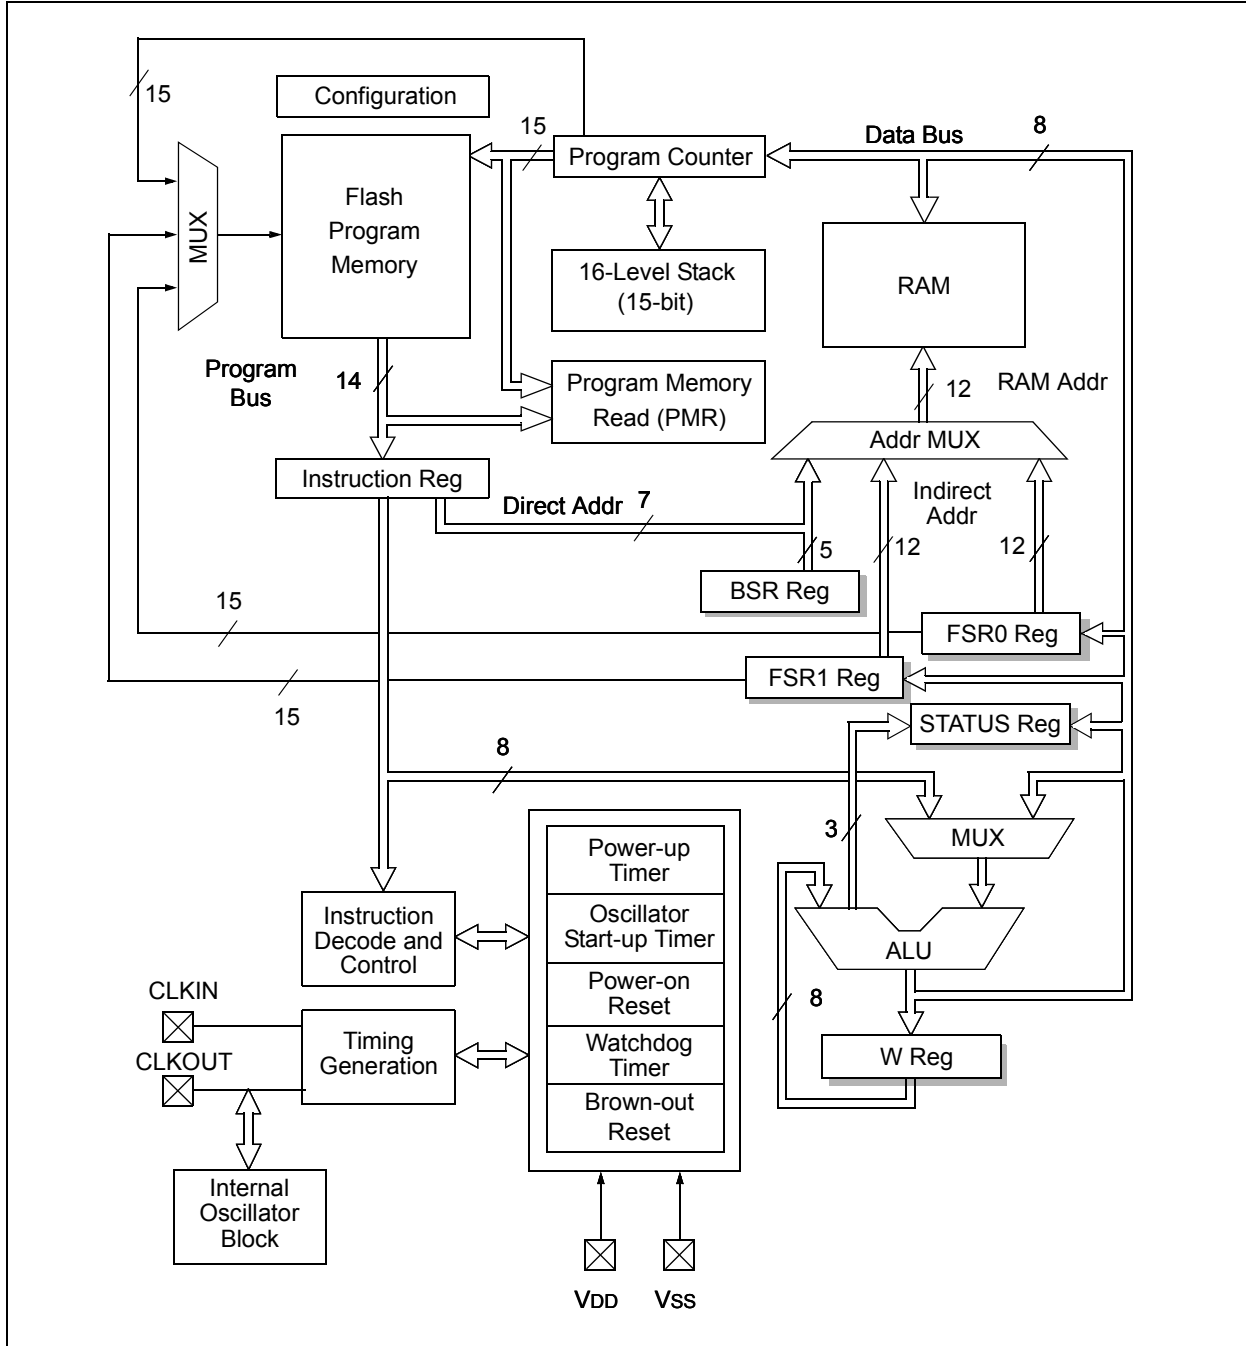 15
Configuration
15
Program Counter
Data Bus
8
MUX
Flash
Program
Memory
16-Level Stack
(15-bit)
RAM
Program
Bus
14
Program Memory
Read (PMR)
12
RAM Addr
Addr MUX
Instruction Reg
Direct Addr
7
Indirect
Addr
5
12
12
BSR Reg
15
FSR0 Reg
FSR1 Reg
15
STATUS Reg
8
3
MUX
Power-up
Timer
Instruction
Decode and
Control
Oscillator
Start-up Timer
ALU
Power-on
Reset
8
CLKIN
Timing
Generation
Watchdog
Timer
W Reg
CLKOUT
Brown-out
Reset
Internal
Oscillator
Block
VDD
VSS